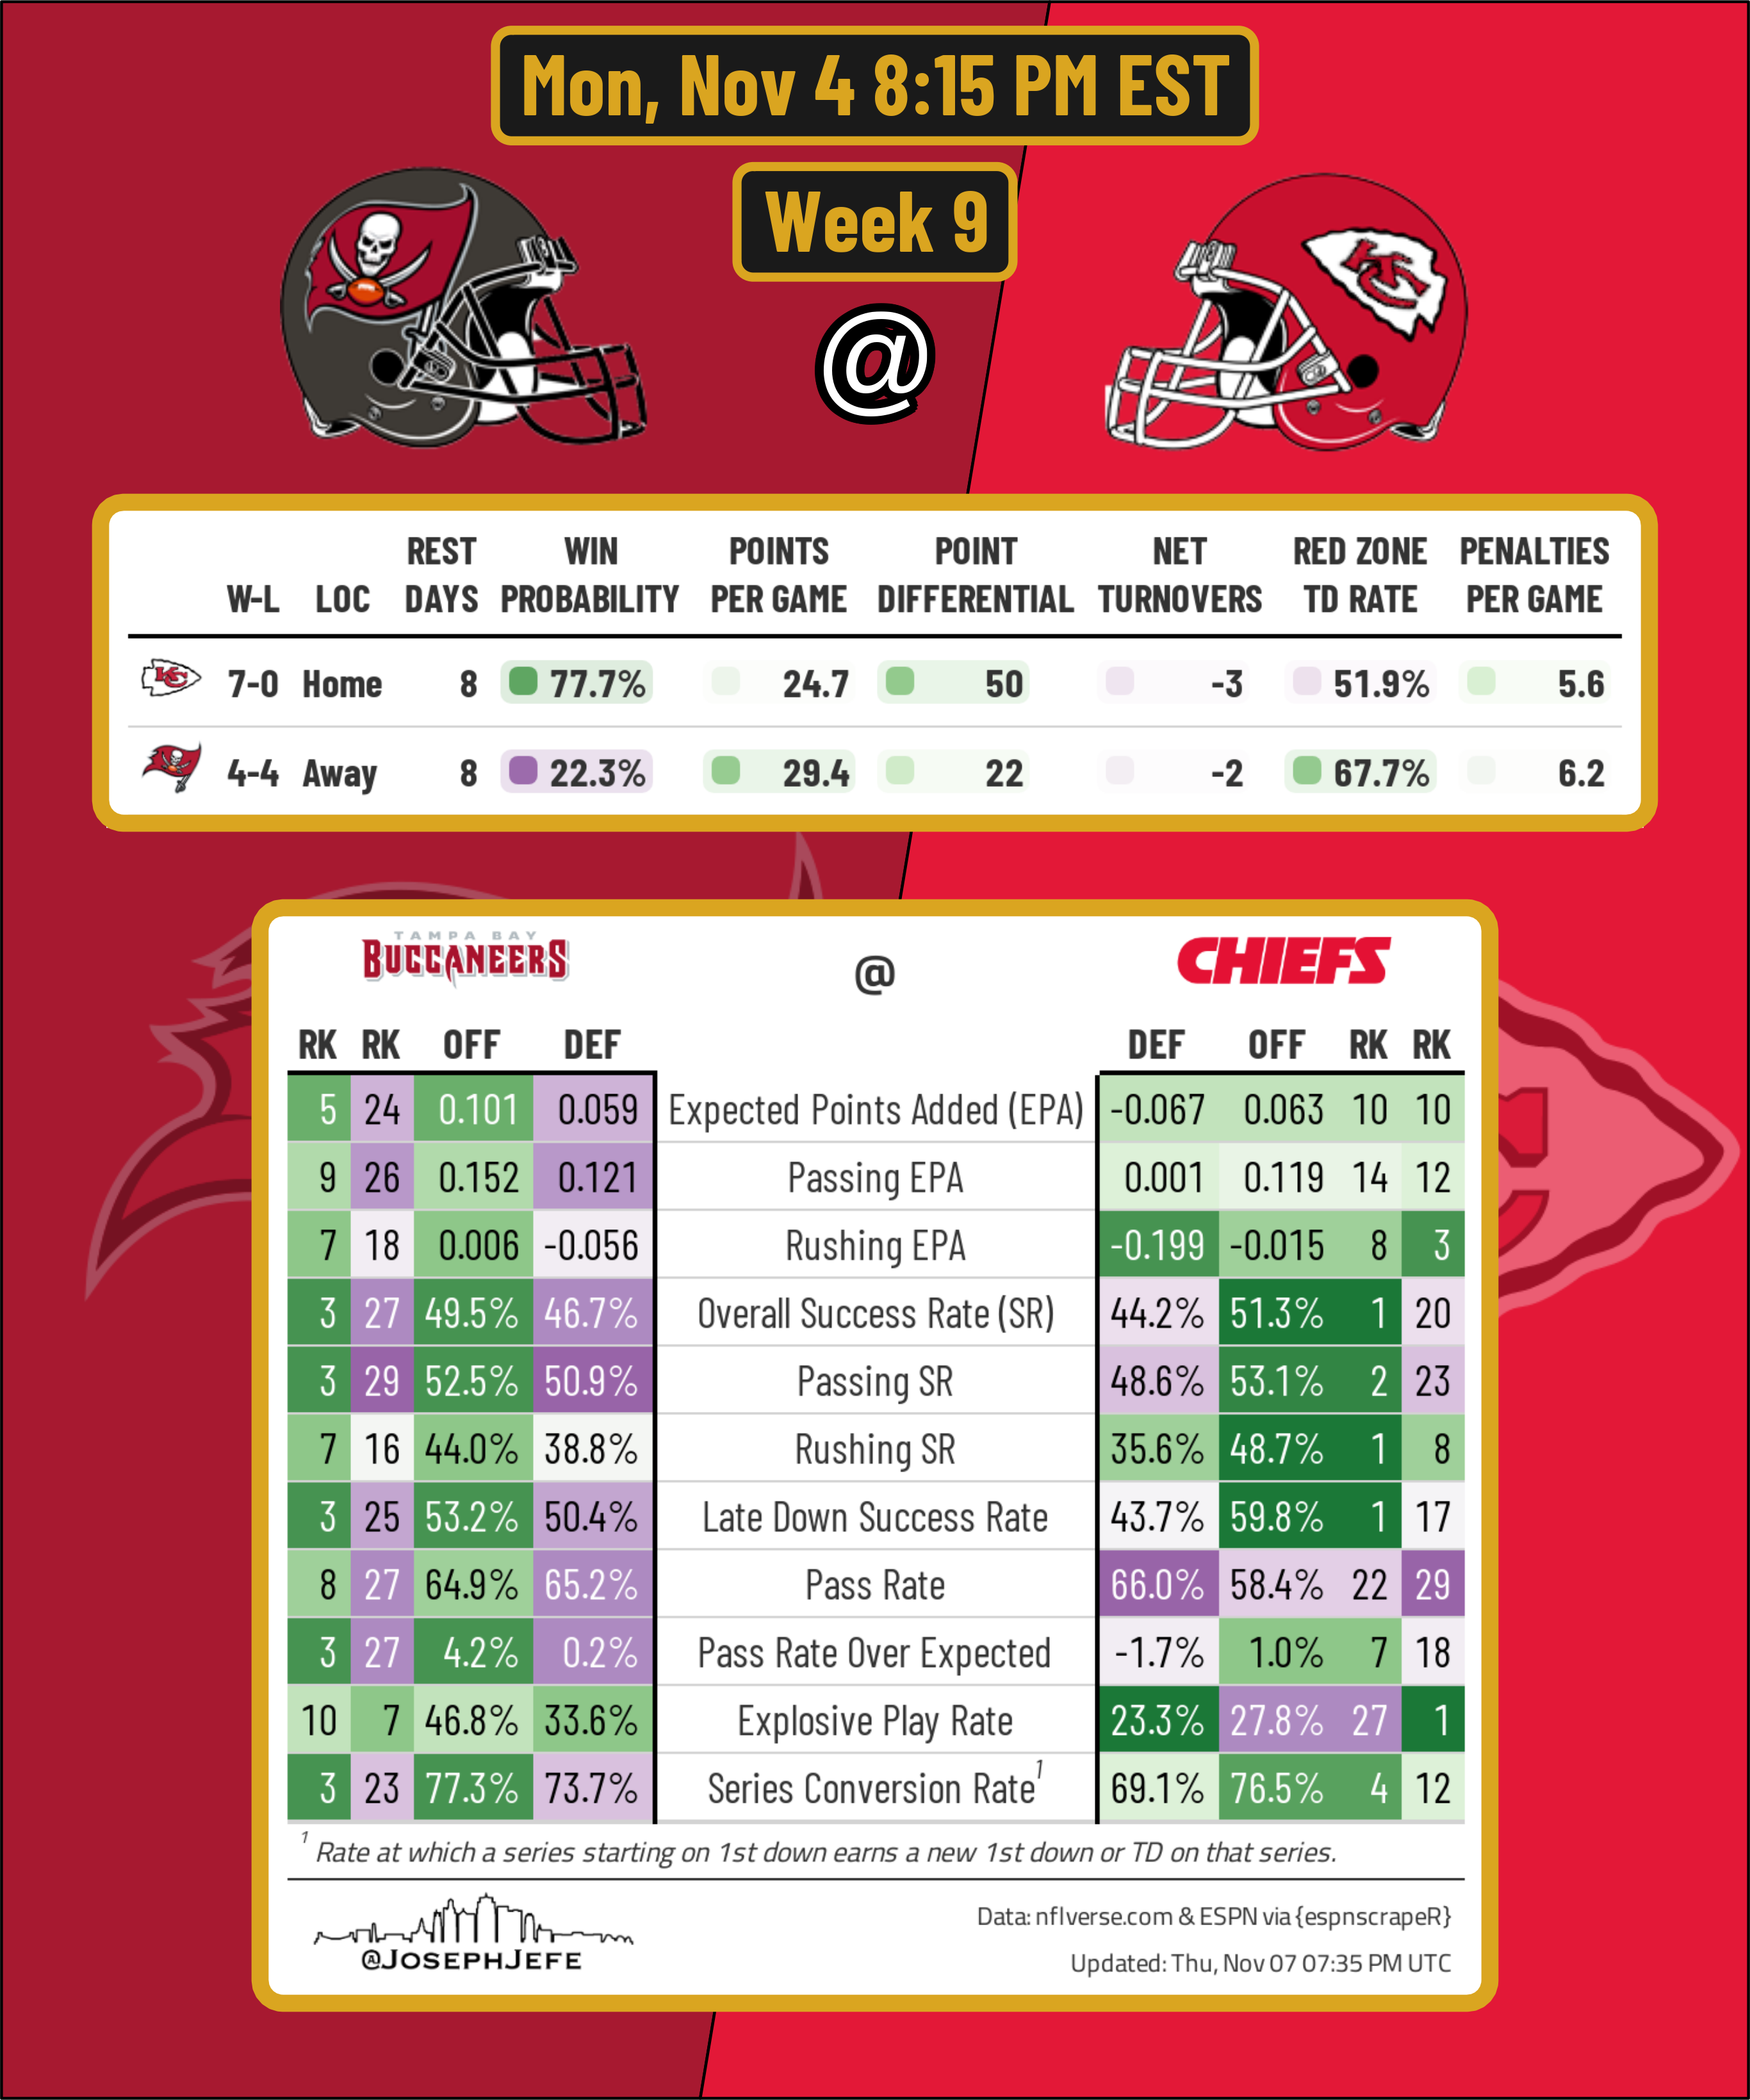 Mon, Nov 4 8:15 PM EST
Week 9
@
REST WIN POINTS POINT NET RED ZONE PENALTIES
W-L LOC DAYS PROBABILITY PER GAME DIFFERENTIAL TURNOVERS TD RATE PER GAME
KC 7-0 Home 8 77.7% 24.7 50 -3 51.9% 5.6
4-4 Away 8 22.3% 29.4 22 -2 67.7% 6.2
TAMPA BAY
BUCCANEERS @ CHIEFS
RK RK OFF DEF DEF OFF RK RK
5 24 0.101 0.059 Expected Points Added (EPA) -0.067 0.063 10 10
9 26 0.152 0.121 Passing EPA 0.001 0.119 14 12
7 18 0.006 -0.056 Rushing EPA -0.199 -0.015 8 3
3 27 49.5% 46.7% Overall Success Rate (SR) 44.2% 51.3% 1 20
3 29 52.5% 50.9% Passing SR 48.6% 53.1% 2 23
7 16 44.0% 38.8% Rushing SR 35.6% 48.7% 1 8
3 25 53.2% 50.4% Late Down Success Rate 43.7% 59.8% 1 17
8 27 64.9% 65.2% Pass Rate 66.0% 58.4% 22 29
3 27 4.2% 0.2% Pass Rate Over Expected -1.7% 1.0% 7 18
10 7 46.8% 33.6% Explosive Play Rate 23.3% 27.8% 27 1
3 23 77.3% 73.7% Series Conversion Rate¹ 69.1% 76.5% 4 12
¹ Rate at which a series starting on 1st down earns a new 1st down or TD on that series.
Data: nflverse.com & ESPN via {espnscrapeR}
@JOSEPHJEFE
Updated: Thu, Nov 07 07:35 PM UTC